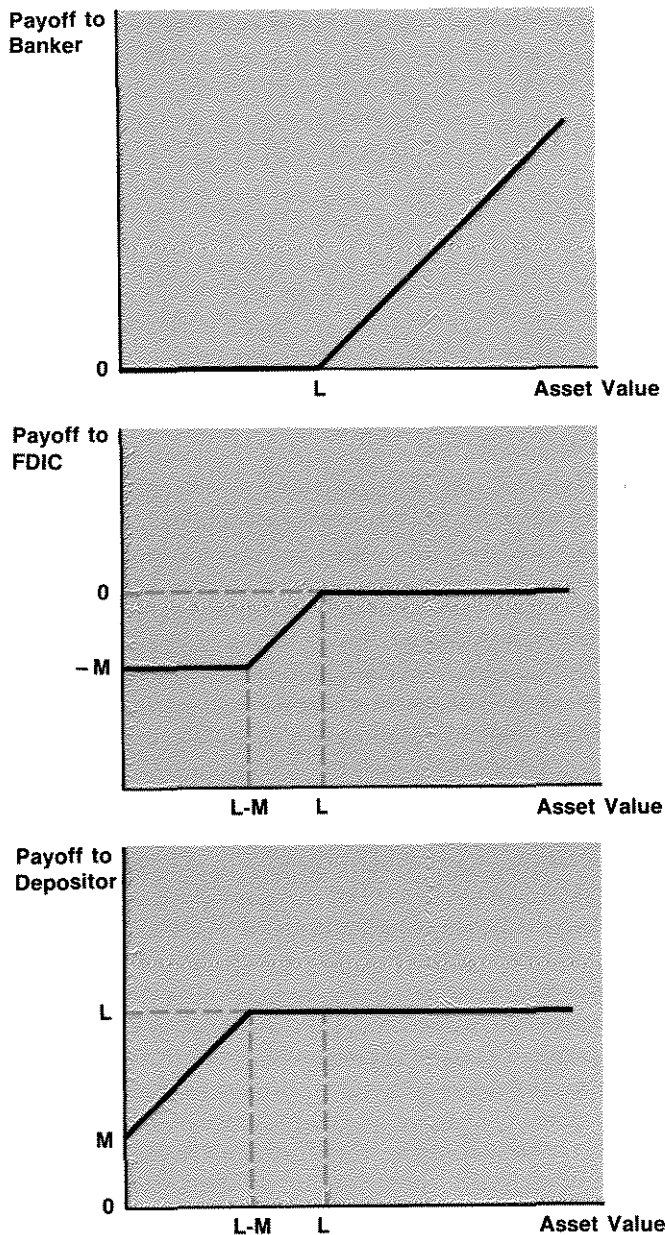 Payoff to
Banker
0
L
Asset Value
Payoff to
FDIC
0
– M
L-M
L
Asset Value
Payoff to
Depositor
L
M
0
L-M
L
Asset Value